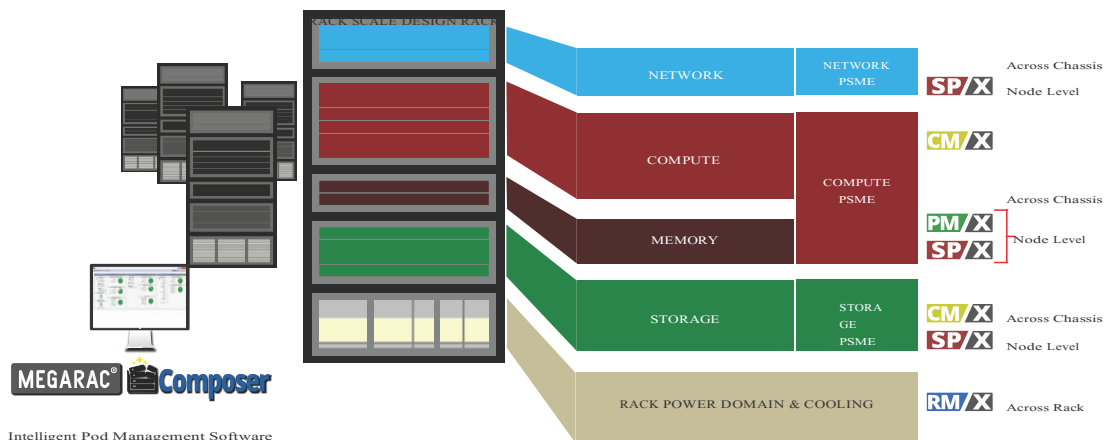 RACK SCALE DESIGN RACK
NETWORK
NETWORK
PSME
Across Chassis
SP/X
Node Level
COMPUTE
CM/X
COMPUTE
PSME
Across Chassis
MEMORY
PM/X
Node Level
SP/X
STORAGE
STORA
GE
PSME
CM/X
Across Chassis
SP/X
Node Level
RACK POWER DOMAIN & COOLING
RM/X
Across Rack
MEGARAC®
Composer
Intelligent Pod Management Software